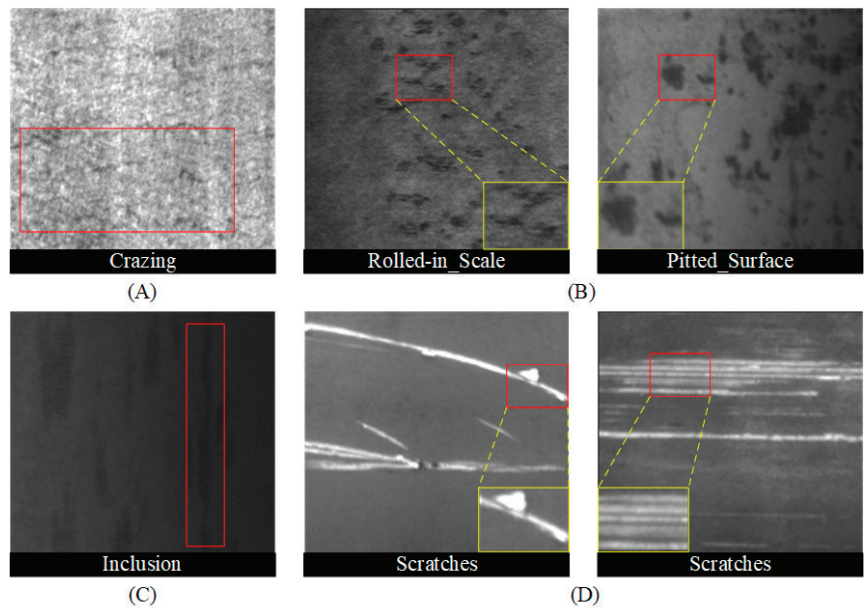 Crazing
Rolled-in_Scale
Pitted_Surface
(A)
(B)
Inclusion
Scratches
Scratches
(C)
(D)